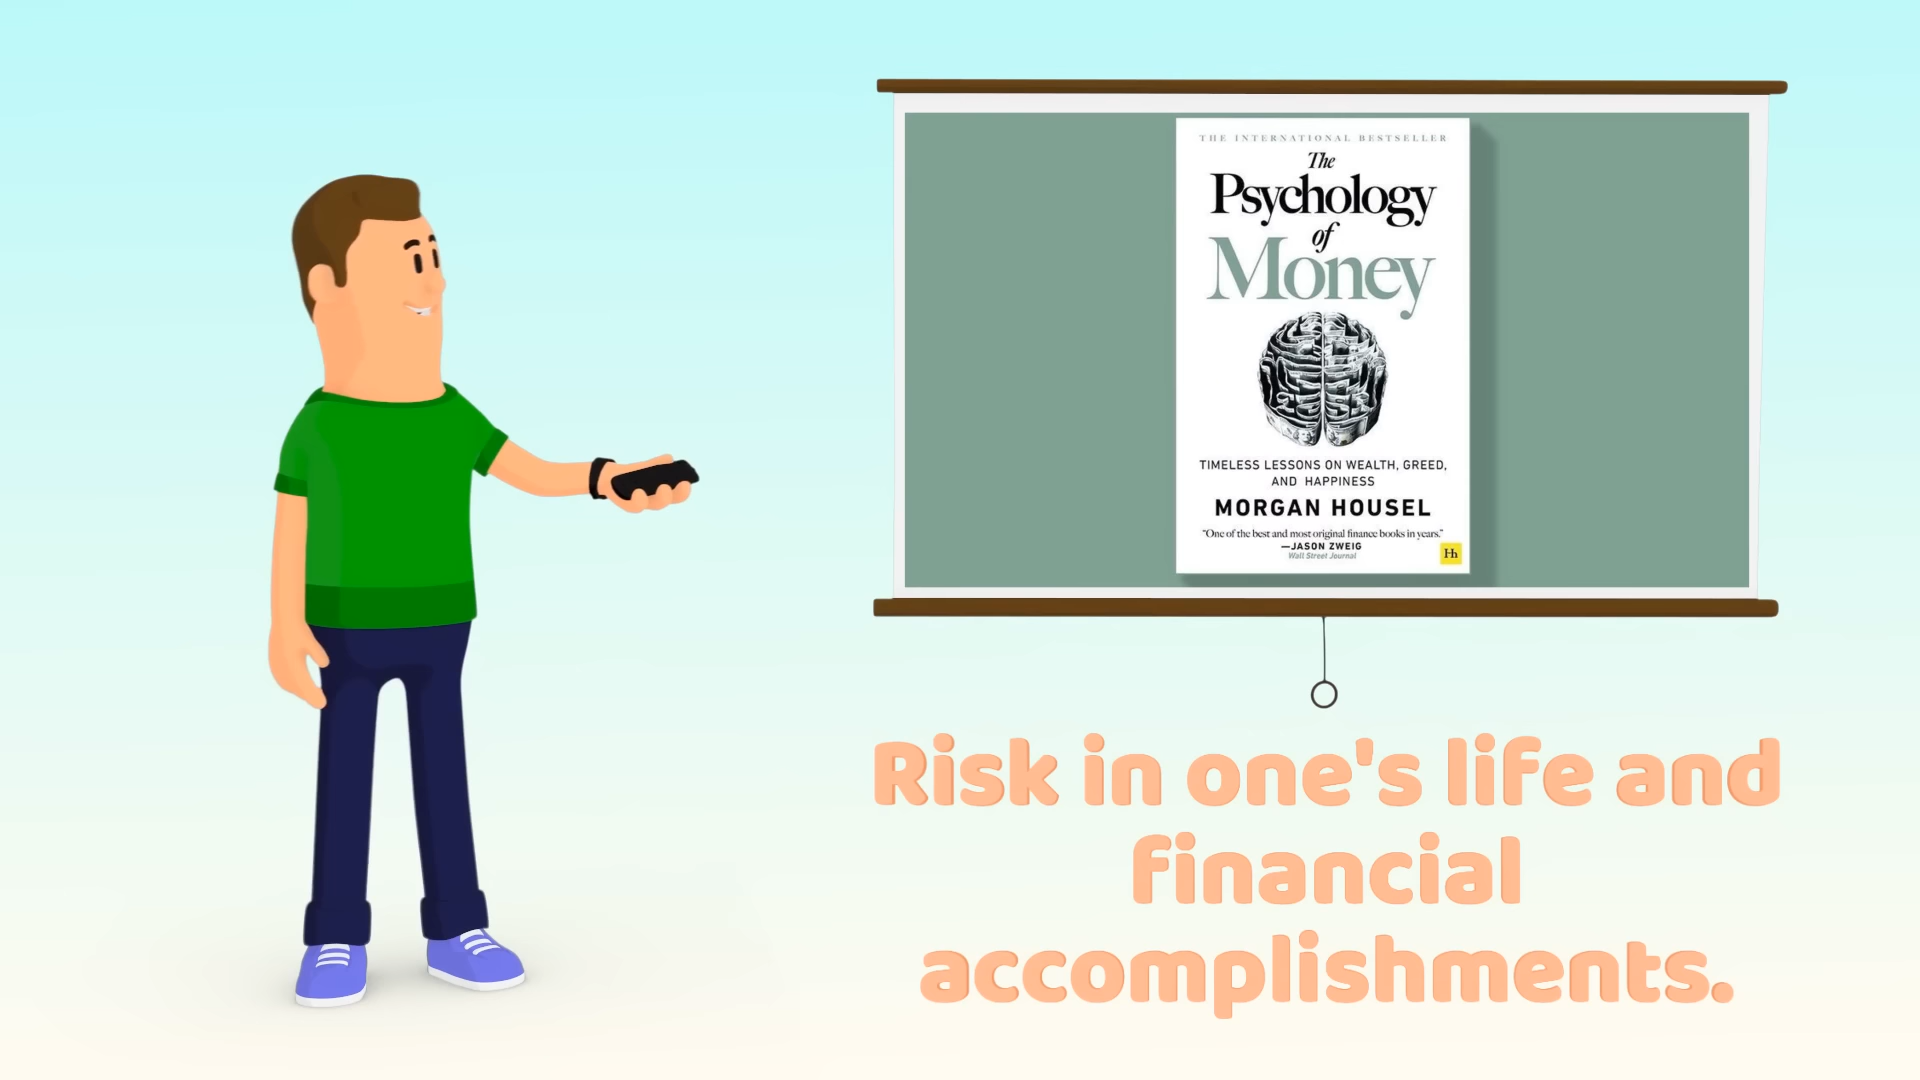 THE INTERNATIONAL BESTSELLER
The
Psychology
of
Money
TIMELESS LESSONS ON WEALTH, GREED,
AND HAPPINESS
MORGAN HOUSEL
“One of the best and most original finance books in years.”
—JASON ZWEIG
Wall Street Journal
Hh
Risk in one's life and
financial
accomplishments.